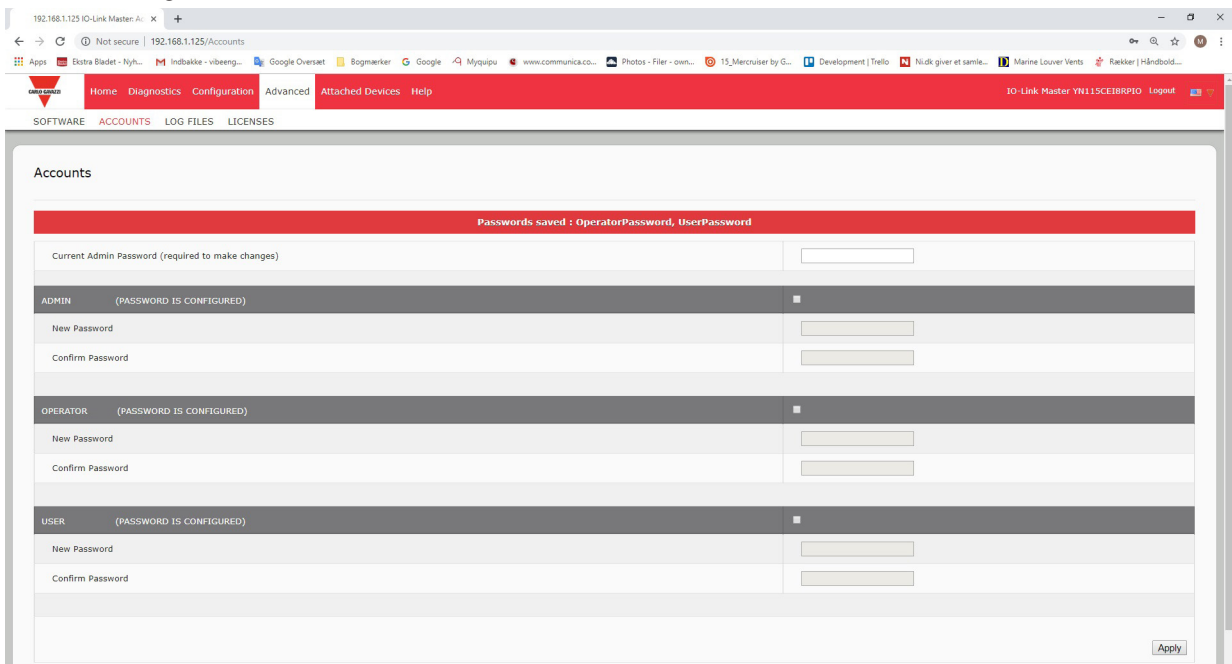 192.168.1.125 IO-Link Master: Ac
Not secure | 192.168.1.125/Accounts
Apps Ekstra Bladet - Nyh... Indbakke - vibeeng... Google Oversæt Bogmærker Google Myquipu www.communica.co... Photos - Filer - own... 15_Mercruiser by G... Development | Trello Ni.dk giver et samle... Marine Louver Vents Rækker | Håndbold....
CARLO GAVAZZI Home Diagnostics Configuration Advanced Attached Devices Help IO-Link Master YN115CEIBRPIO Logout
SOFTWARE ACCOUNTS LOG FILES LICENSES
Accounts
Passwords saved : OperatorPassword, UserPassword
Current Admin Password (required to make changes)
ADMIN (PASSWORD IS CONFIGURED)
New Password
Confirm Password
OPERATOR (PASSWORD IS CONFIGURED)
New Password
Confirm Password
USER (PASSWORD IS CONFIGURED)
New Password
Confirm Password
Apply